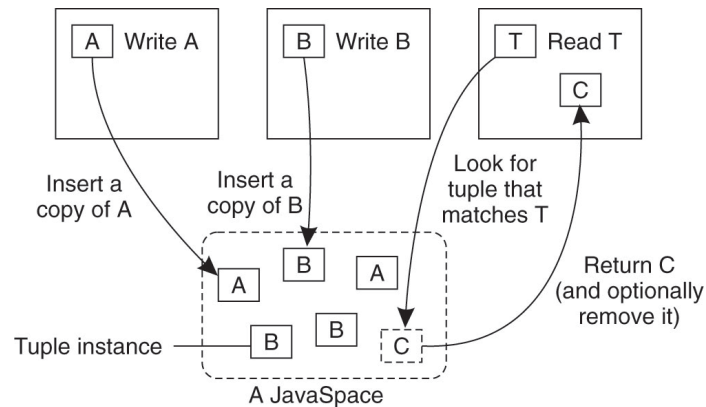 A Write A
B Write B
T Read T
C
Insert a
copy of A
Insert a
copy of B
Look for
tuple that
matches T
Return C
(and optionally
remove it)
B
A
A
B
B
C
Tuple instance
A JavaSpace